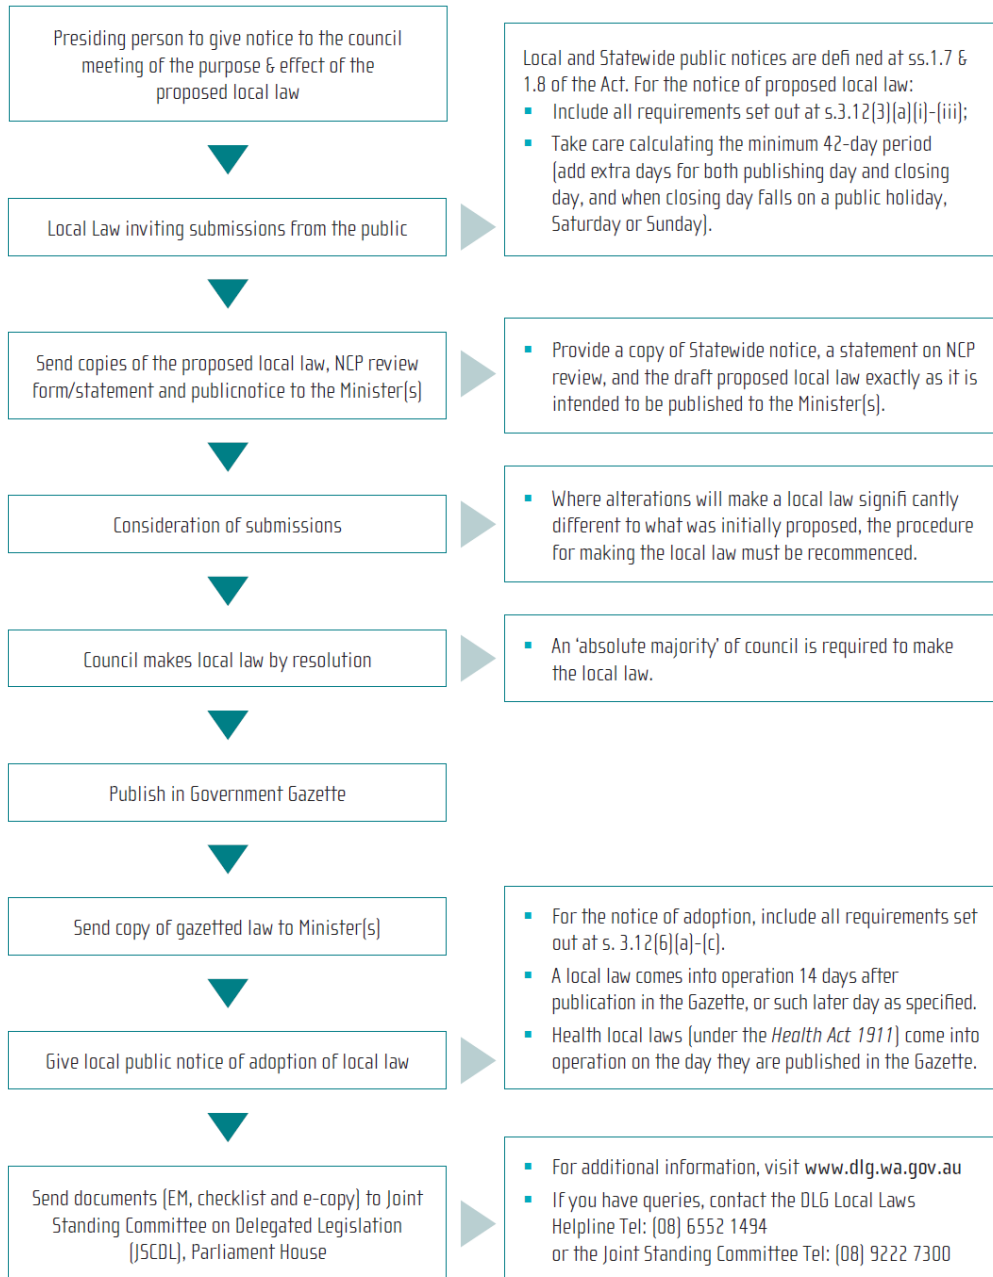 Presiding person to give notice to the council
meeting of the purpose & effect of the
proposed local law
Local and Statewide public notices are defi ned at ss.1.7 &
1.8 of the Act. For the notice of proposed local law:
▪ Include all requirements set out at s.3.12(3)(a)(i)-(iii);
▪ Take care calculating the minimum 42-day period
(add extra days for both publishing day and closing
day, and when closing day falls on a public holiday,
Saturday or Sunday).
Local Law inviting submissions from the public
Send copies of the proposed local law, NCP review
form/statement and publicnotice to the Minister(s)
▪ Provide a copy of Statewide notice, a statement on NCP
review, and the draft proposed local law exactly as it is
intended to be published to the Minister(s).
Consideration of submissions
▪ Where alterations will make a local law signifi cantly
different to what was initially proposed, the procedure
for making the local law must be recommenced.
Council makes local law by resolution
▪ An ‘absolute majority’ of council is required to make
the local law.
Publish in Government Gazette
Send copy of gazetted law to Minister(s)
▪ For the notice of adoption, include all requirements set
out at s. 3.12(6)(a)-(c).
▪ A local law comes into operation 14 days after
publication in the Gazette, or such later day as specified.
▪ Health local laws (under the Health Act 1911) come into
operation on the day they are published in the Gazette.
Give local public notice of adoption of local law
Send documents (EM, checklist and e-copy) to Joint
Standing Committee on Delegated Legislation
(JSCDL), Parliament House
▪ For additional information, visit www.dlg.wa.gov.au
▪ If you have queries, contact the DLG Local Laws
Helpline Tel: (08) 6552 1494
or the Joint Standing Committee Tel: (08) 9222 7300